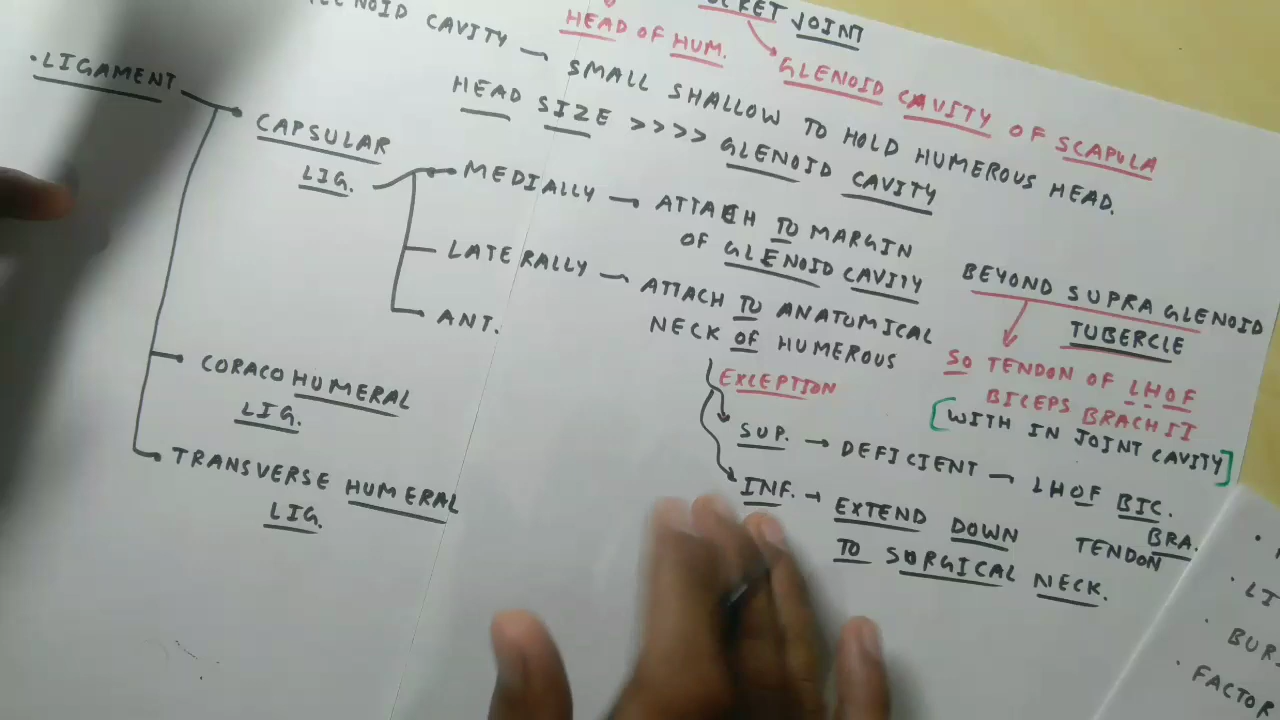 JOINT
HEAD OF HUM.
GLENOID CAVITY OF SCAPULA
CAVITY ~ SMALL SHALLOW TO HOLD HUMEROUS HEAD.
HEAD SIZE >>>> GLENOID CAVITY
• LIGAMENT
CAPSULAR
LIG.
MEDIALLY ~ ATTACH TO MARGIN
OF GLENOID CAVITY
BEYOND SUPRA GLENOID
TUBERCLE
SO TENDON OF LHOF
BICEPS BRACHII
[WITH IN JOINT CAVITY]
LATERALLY ~ ATTACH TO ANATOMICAL
NECK OF HUMEROUS
EXCEPTION
SUP. → DEFICIENT ~ LHOF BIC.
BRA.
TENDON
INF. → EXTEND DOWN
TO SURGICAL NECK.
ANT.
CORACO HUMERAL
LIG.
TRANSVERSE HUMERAL
LIG.
• LI
• BUR
• FACTOR